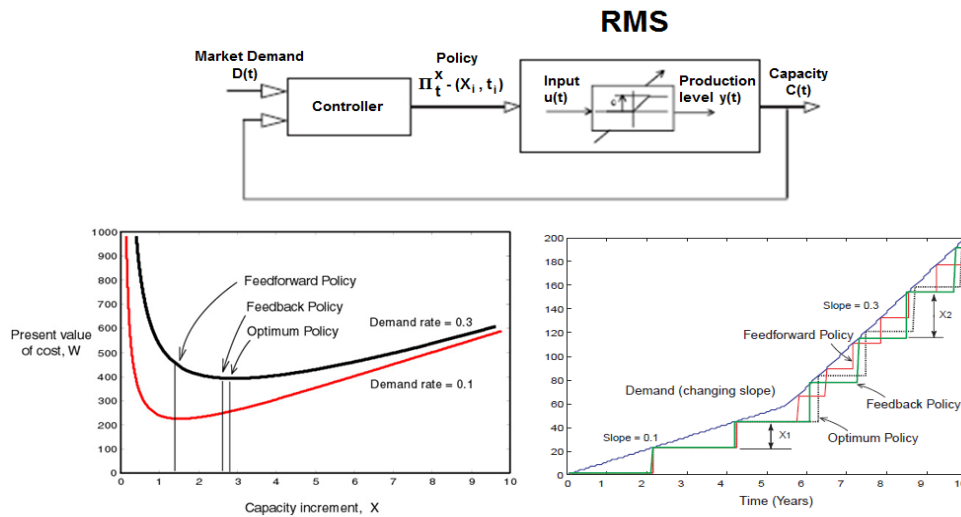 RMS
Market Demand
D(t)
Controller
Policy
Π_t^x - (X_i , t_i)
Input
u(t)
c
Production
level y(t)
Capacity
C(t)
1000
900
800
700
600
500
400
300
200
100
0
Present value
of cost, W
Feedforward Policy
Feedback Policy
Optimum Policy
Demand rate = 0.3
Demand rate = 0.1
0 1 2 3 4 5 6 7 8 9 10
Capacity increment, X
200
180
160
140
120
100
80
60
40
20
0
Slope = 0.3
X2
Feedforward Policy
Demand (changing slope)
Feedback Policy
Slope = 0.1
X1
Optimum Policy
0 1 2 3 4 5 6 7 8 9 10
Time (Years)